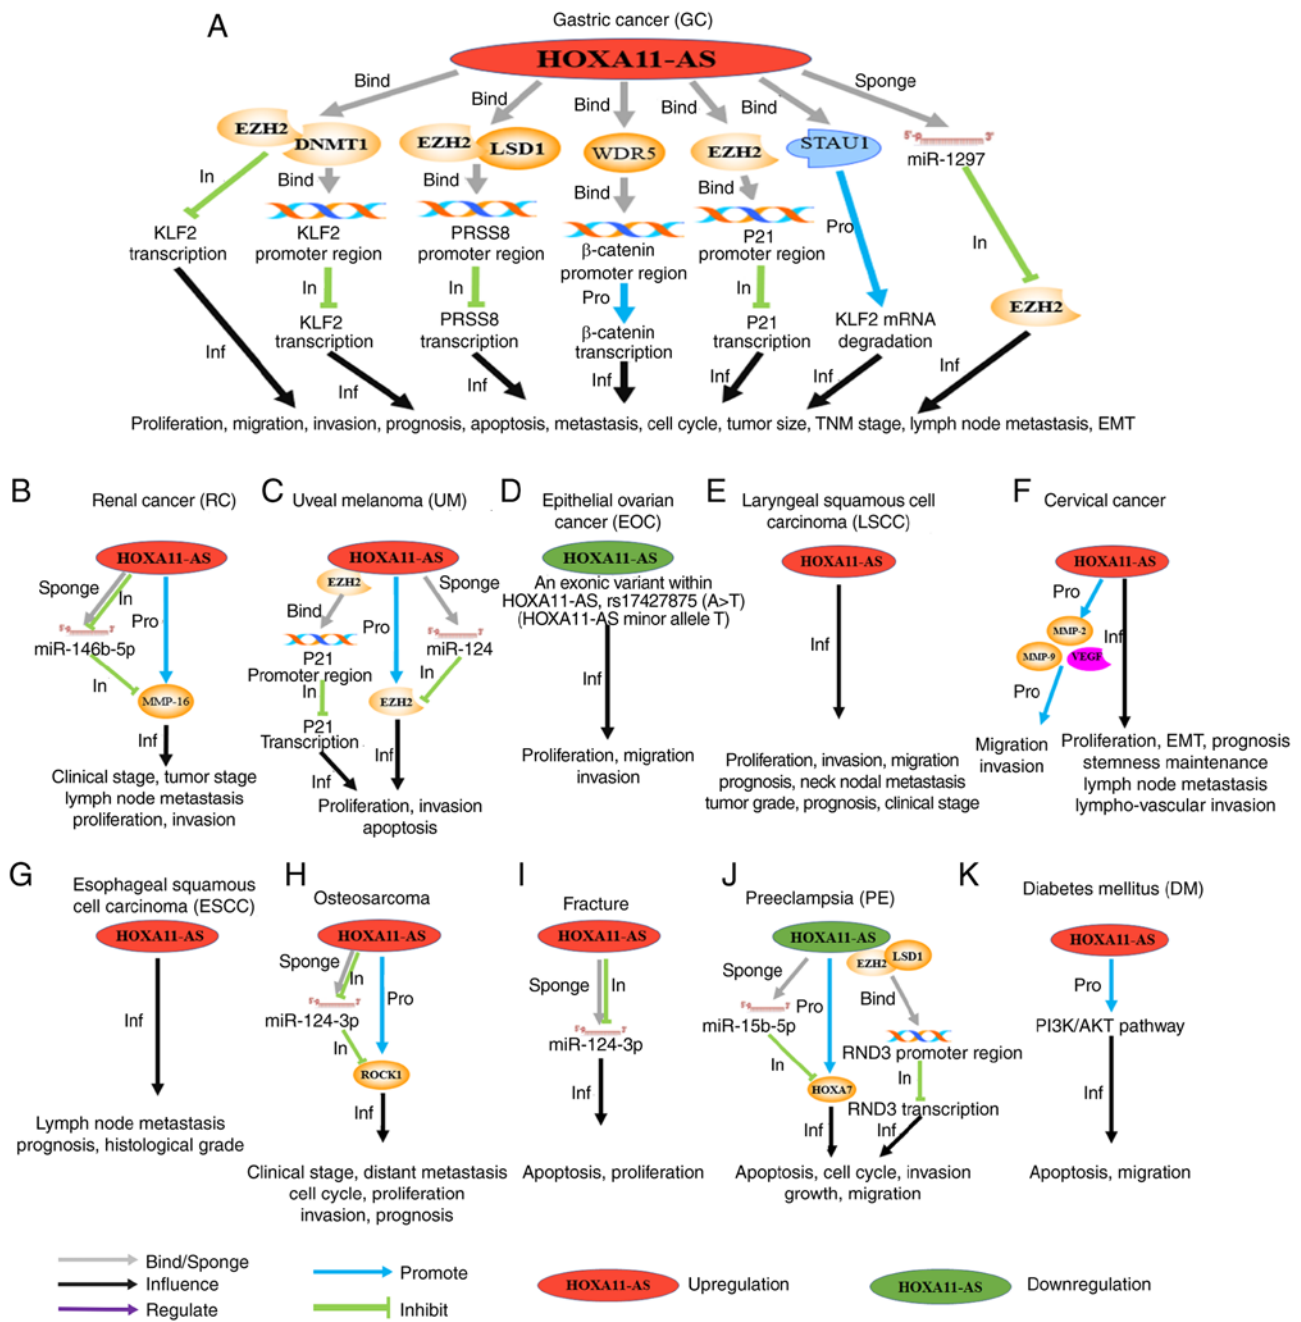 A
Gastric cancer (GC)
HOXA11-AS
Bind
Bind
Bind
Bind
Bind
Sponge
EZH2
DNMT1
EZH2
LSD1
WDR5
EZH2
STAU1
5'
3'
miR-1297
In
Bind
Bind
Bind
Bind
Pro
In
KLF2
transcription
KLF2
promoter region
PRSS8
promoter region
β-catenin
promoter region
P21
promoter region
In
In
Pro
In
EZH2
KLF2
transcription
PRSS8
transcription
β-catenin
transcription
P21
transcription
KLF2 mRNA
degradation
Inf
Inf
Inf
Inf
Inf
Inf
Inf
Proliferation, migration, invasion, prognosis, apoptosis, metastasis, cell cycle, tumor size, TNM stage, lymph node metastasis, EMT
B
Renal cancer (RC)
HOXA11-AS
Sponge
In
Pro
miR-146b-5p
In
MMP-16
Inf
Clinical stage, tumor stage
lymph node metastasis
proliferation, invasion
C
Uveal melanoma (UM)
HOXA11-AS
EZH2
Sponge
Bind
Pro
miR-124
P21
Promoter region
In
In
EZH2
P21
Transcription
Inf
Inf
Proliferation, invasion
apoptosis
D
Epithelial ovarian
cancer (EOC)
HOXA11-AS
An exonic variant within
HOXA11-AS, rs17427875 (A>T)
(HOXA11-AS minor allele T)
Inf
Proliferation, migration
invasion
E
Laryngeal squamous cell
carcinoma (LSCC)
HOXA11-AS
Inf
Proliferation, invasion, migration
prognosis, neck nodal metastasis
tumor grade, prognosis, clinical stage
F
Cervical cancer
HOXA11-AS
Pro
MMP-2
Inf
MMP-9
VEGF
Pro
Migration
invasion
Proliferation, EMT, prognosis
stemness maintenance
lymph node metastasis
lympho-vascular invasion
G
Esophageal squamous
cell carcinoma (ESCC)
HOXA11-AS
Inf
Lymph node metastasis
prognosis, histological grade
H
Osteosarcoma
HOXA11-AS
Sponge
In
Pro
miR-124-3p
In
ROCK1
Inf
Clinical stage, distant metastasis
cell cycle, proliferation
invasion, prognosis
I
Fracture
HOXA11-AS
Sponge
In
miR-124-3p
Inf
Apoptosis, proliferation
J
Preeclampsia (PE)
HOXA11-AS
EZH2
LSD1
Sponge
Pro
Bind
miR-15b-5p
RND3 promoter region
In
In
HOXA7
RND3 transcription
Inf
Inf
Apoptosis, cell cycle, invasion
growth, migration
K
Diabetes mellitus (DM)
HOXA11-AS
Pro
PI3K/AKT pathway
Inf
Apoptosis, migration
Bind/Sponge
Influence
Regulate
Promote
Inhibit
HOXA11-AS
Upregulation
HOXA11-AS
Downregulation